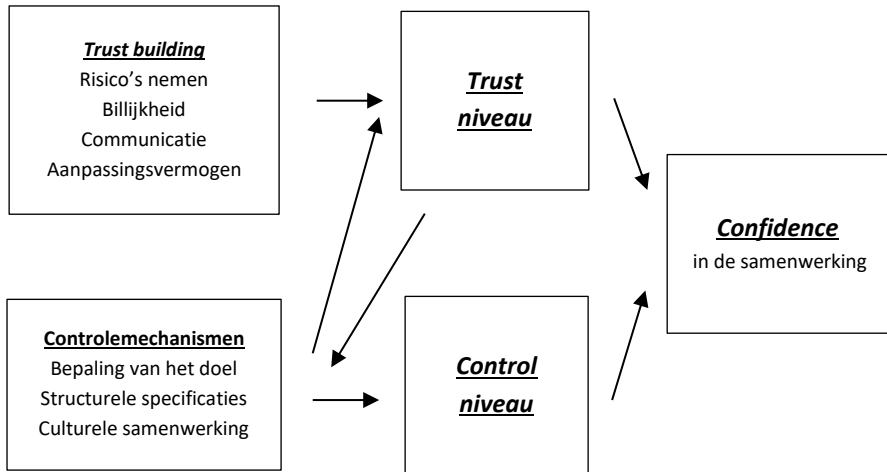 Trust building
Risico’s nemen
Billijkheid
Communicatie
Aanpassingsvermogen
Trust
niveau
Confidence
in de samenwerking
Controlemechanismen
Bepaling van het doel
Structurele specificaties
Culturele samenwerking
Control
niveau